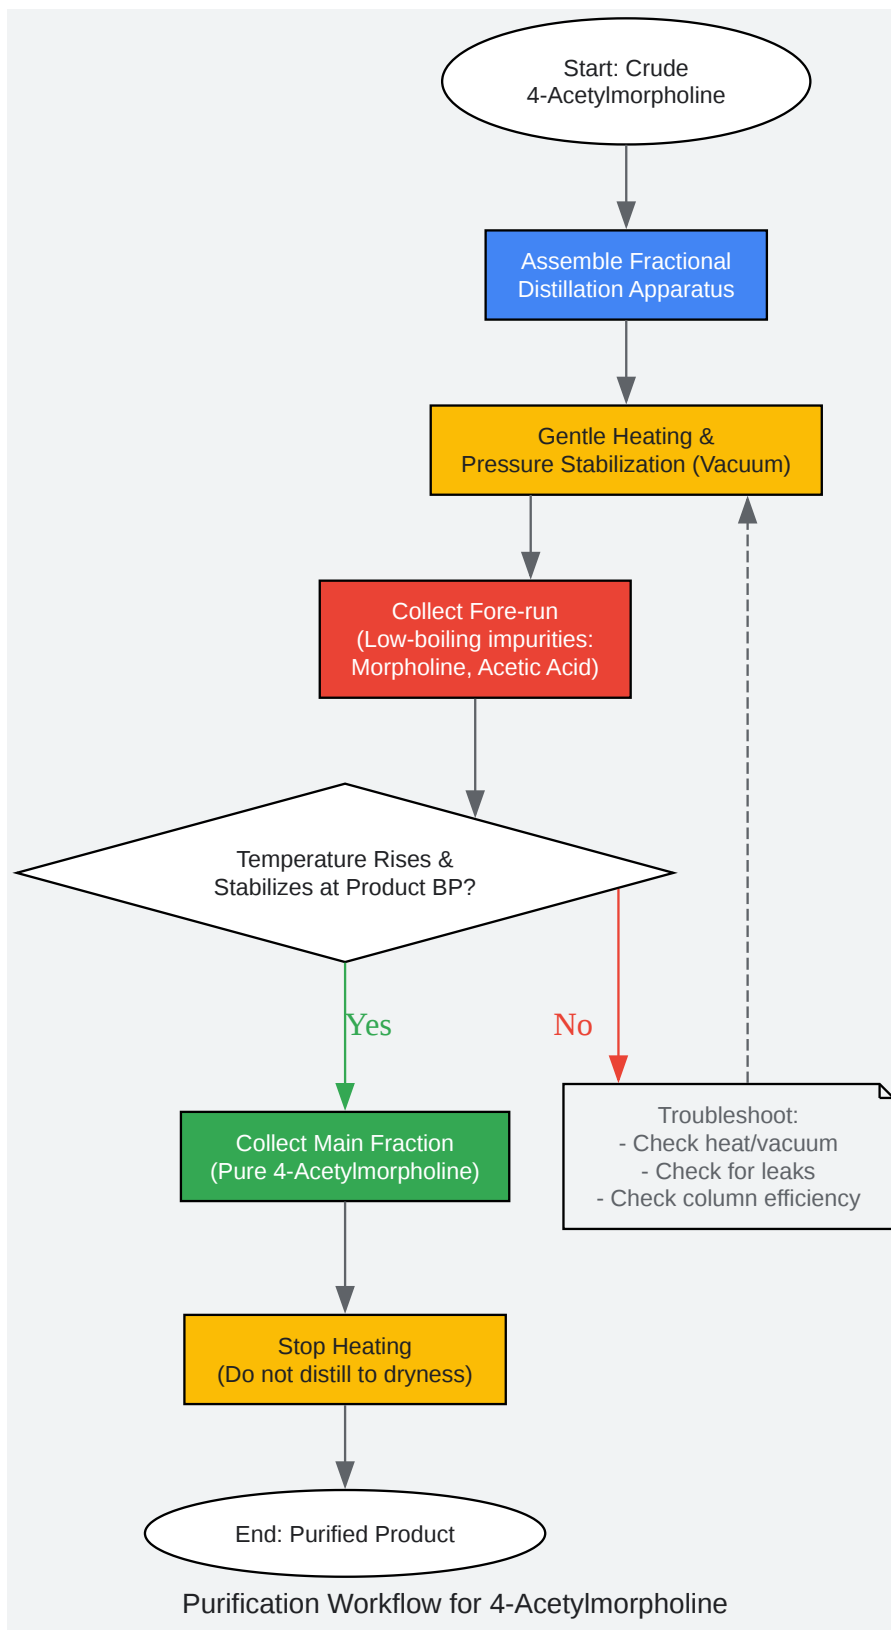 Start: Crude
4-Acetylmorpholine
Assemble Fractional
Distillation Apparatus
Gentle Heating &
Pressure Stabilization (Vacuum)
Collect Fore-run
(Low-boiling impurities:
Morpholine, Acetic Acid)
Temperature Rises &
Stabilizes at Product BP?
Yes
No
Collect Main Fraction
(Pure 4-Acetylmorpholine)
Troubleshoot:
- Check heat/vacuum
- Check for leaks
- Check column efficiency
Stop Heating
(Do not distill to dryness)
End: Purified Product
Purification Workflow for 4-Acetylmorpholine